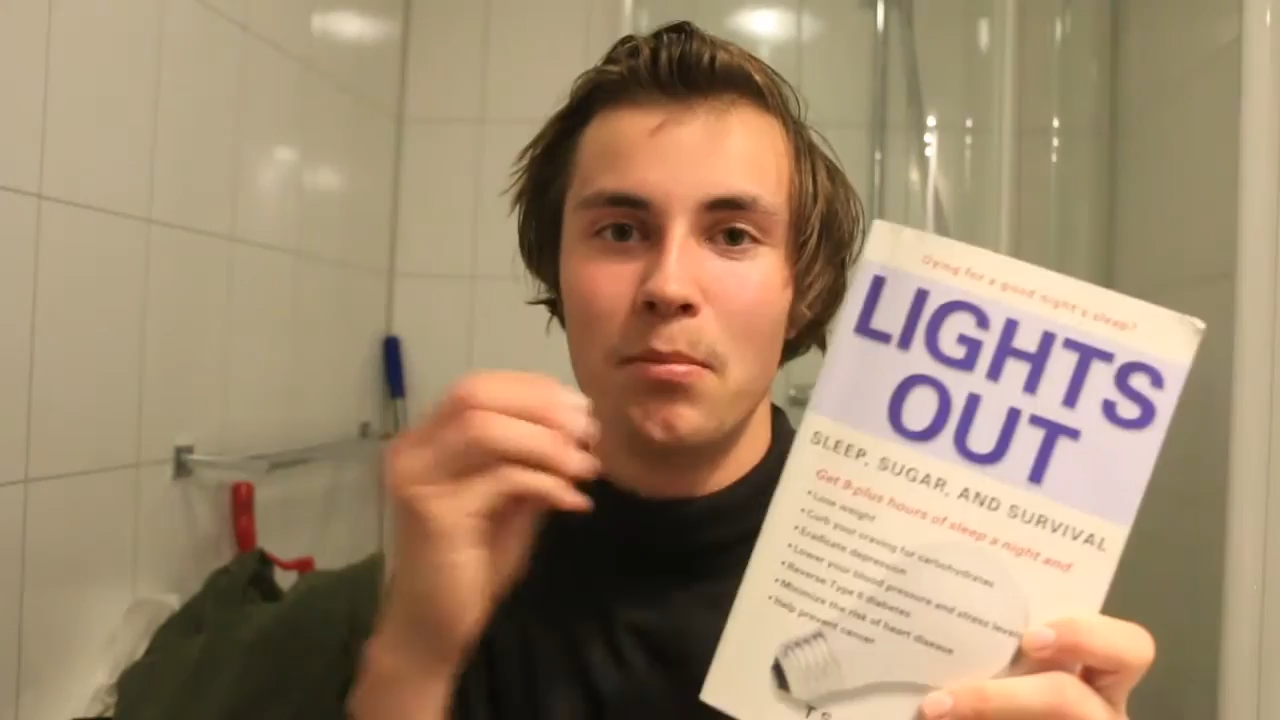 Dying for a good night's sleep?
LIGHTS
OUT
SLEEP, SUGAR, AND SURVIVAL
Get 9-plus hours of sleep a night and
• Lose weight
• Curb your craving for carbohydrates
• Eradicate depression
• Lower your blood pressure and stress levels
• Reverse Type II diabetes
• Minimize the risk of heart disease
• Help prevent cancer